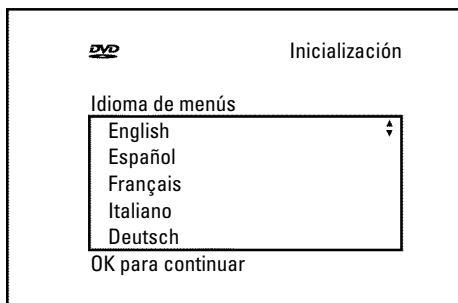 DVD Inicialización
Idioma de menús
English
Español
Français
Italiano
Deutsch
OK para continuar